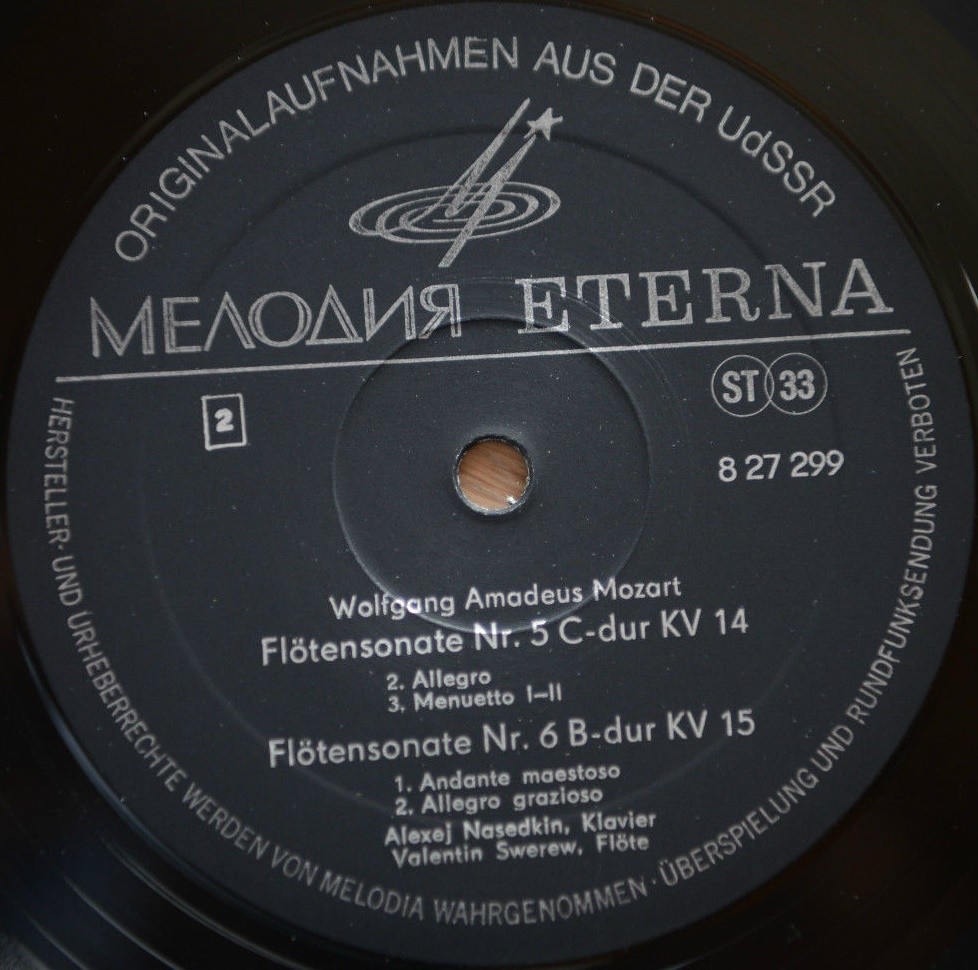 ORIGINALAUFNAHMEN AUS DER UdSSR
МЕЛОДИЯ ETERNA
2
ST 33
8 27 299
Wolfgang Amadeus Mozart
Flötensonate Nr. 5 C-dur KV 14
2. Allegro
3. Menuetto I–II
Flötensonate Nr. 6 B-dur KV 15
1. Andante maestoso
2. Allegro grazioso
Alexej Nasedkin, Klavier
Valentin Swerew, Flöte
HERSTELLER- UND URHEBERRECHTE WERDEN VON MELODIA WAHRGENOMMEN · ÜBERSPIELUNG UND RUNDFUNKSENDUNG VERBOTEN